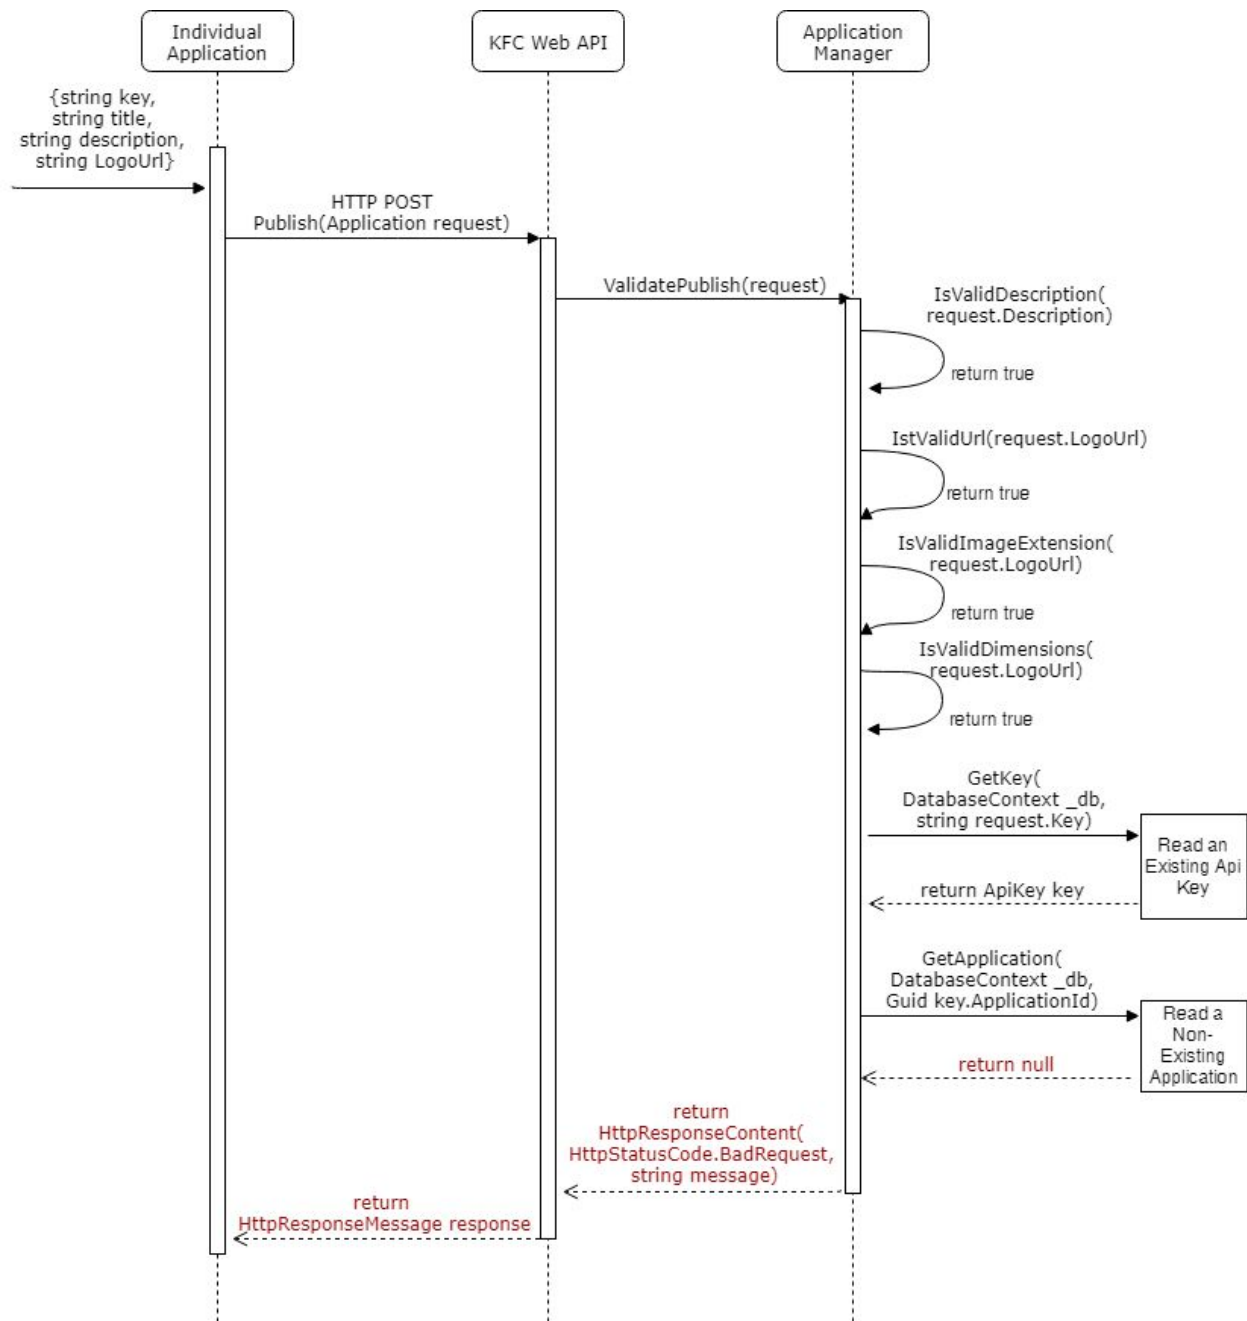 Individual
Application
KFC Web API
Application
Manager
{string key,
string title,
string description,
string LogoUrl}
HTTP POST
Publish(Application request)
ValidatePublish(request)
IsValidDescription(
request.Description)
return true
IstValidUrl(request.LogoUrl)
return true
IsValidImageExtension(
request.LogoUrl)
return true
IsValidDimensions(
request.LogoUrl)
return true
GetKey(
DatabaseContext _db,
string request.Key)
Read an
Existing Api
Key
return ApiKey key
GetApplication(
DatabaseContext _db,
Guid key.ApplicationId)
Read a
Non-
Existing
Application
return null
return
HttpResponseContent(
HttpStatusCode.BadRequest,
string message)
return
HttpResponseMessage response